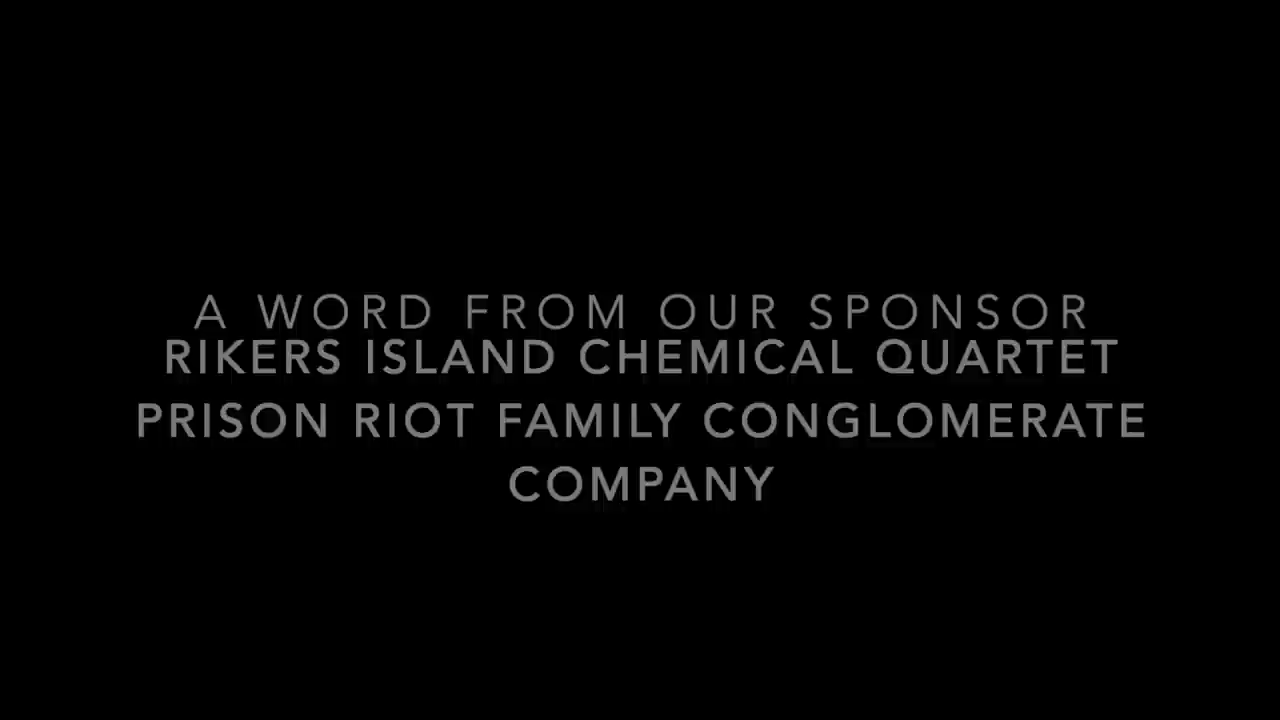 A WORD FROM OUR SPONSOR
RIKERS ISLAND CHEMICAL QUARTET
PRISON RIOT FAMILY CONGLOMERATE
COMPANY